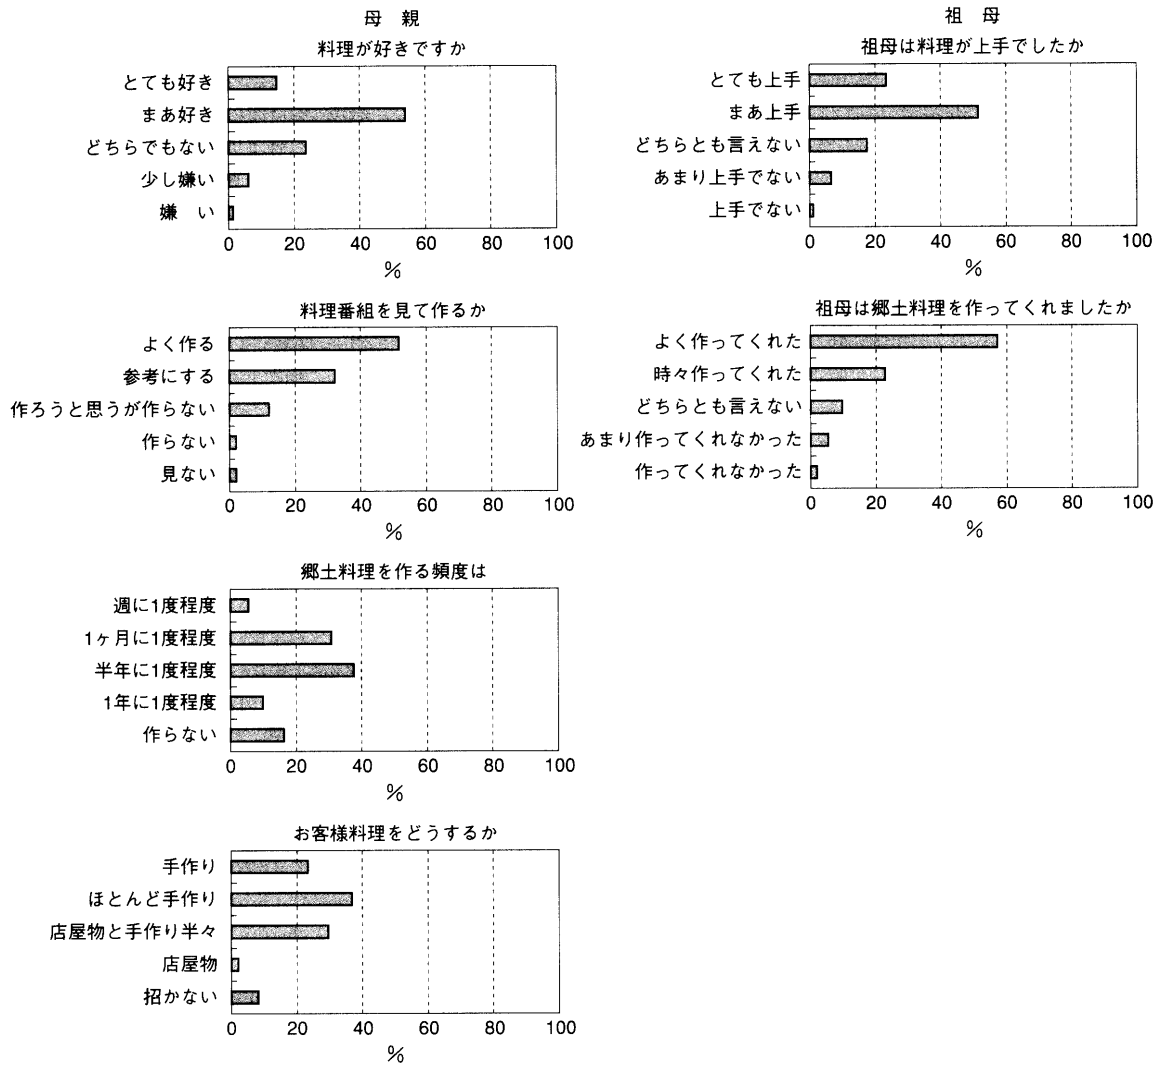 母　親
料理が好きですか
とても好き
まあ好き
どちらでもない
少し嫌い
嫌　い
0 20 40 60 80 100
%
料理番組を見て作るか
よく作る
参考にする
作ろうと思うが作らない
作らない
見ない
0 20 40 60 80 100
%
郷土料理を作る頻度は
週に1度程度
1ヶ月に1度程度
半年に1度程度
1年に1度程度
作らない
0 20 40 60 80 100
%
お客様料理をどうするか
手作り
ほとんど手作り
店屋物と手作り半々
店屋物
招かない
0 20 40 60 80 100
%
祖　母
祖母は料理が上手でしたか
とても上手
まあ上手
どちらとも言えない
あまり上手でない
上手でない
0 20 40 60 80 100
%
祖母は郷土料理を作ってくれましたか
よく作ってくれた
時々作ってくれた
どちらとも言えない
あまり作ってくれなかった
作ってくれなかった
0 20 40 60 80 100
%